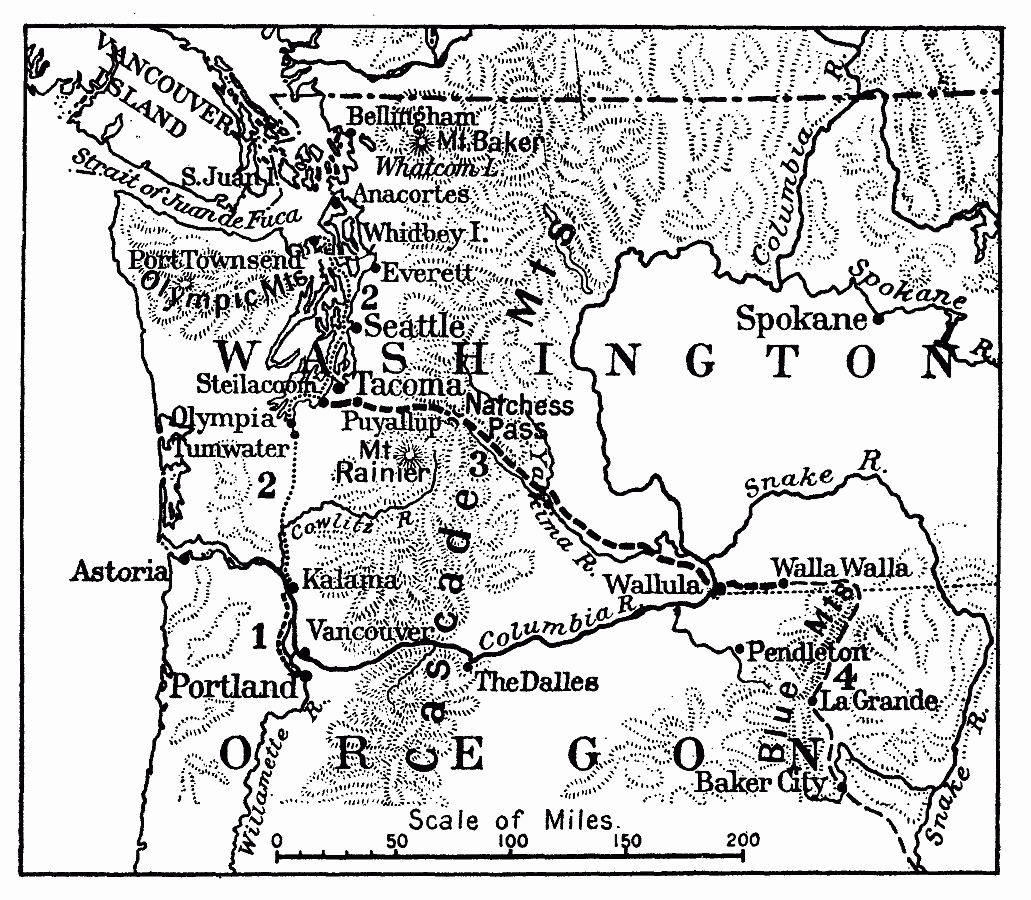 VANCOUVER
ISLAND
Strait of Juan de Fuca
S. Juan I.
Bellingham
Mt. Baker
Whatcom L.
Anacortes
Whidbey I.
Port Townsend
Olympic Mts.
Everett
2
Seattle
WASHINGTON
Columbia R.
Spokane
Spokane R.
Steilacoom
Tacoma
Olympia
Puyallup
Natchess
Pass
Tumwater
Mt.
Rainier
3
2
Cowlitz R
Yakima R.
Snake R.
Cascade Mts
Astoria
Kalama
Wallula
Walla Walla
1
Vancouver
Columbia R.
Blue Mts
Pendleton
4
Portland
The Dalles
La Grande
Willamette R.
OREGON
Baker City
Snake R.
Scale of Miles.
0 50 100 150 200